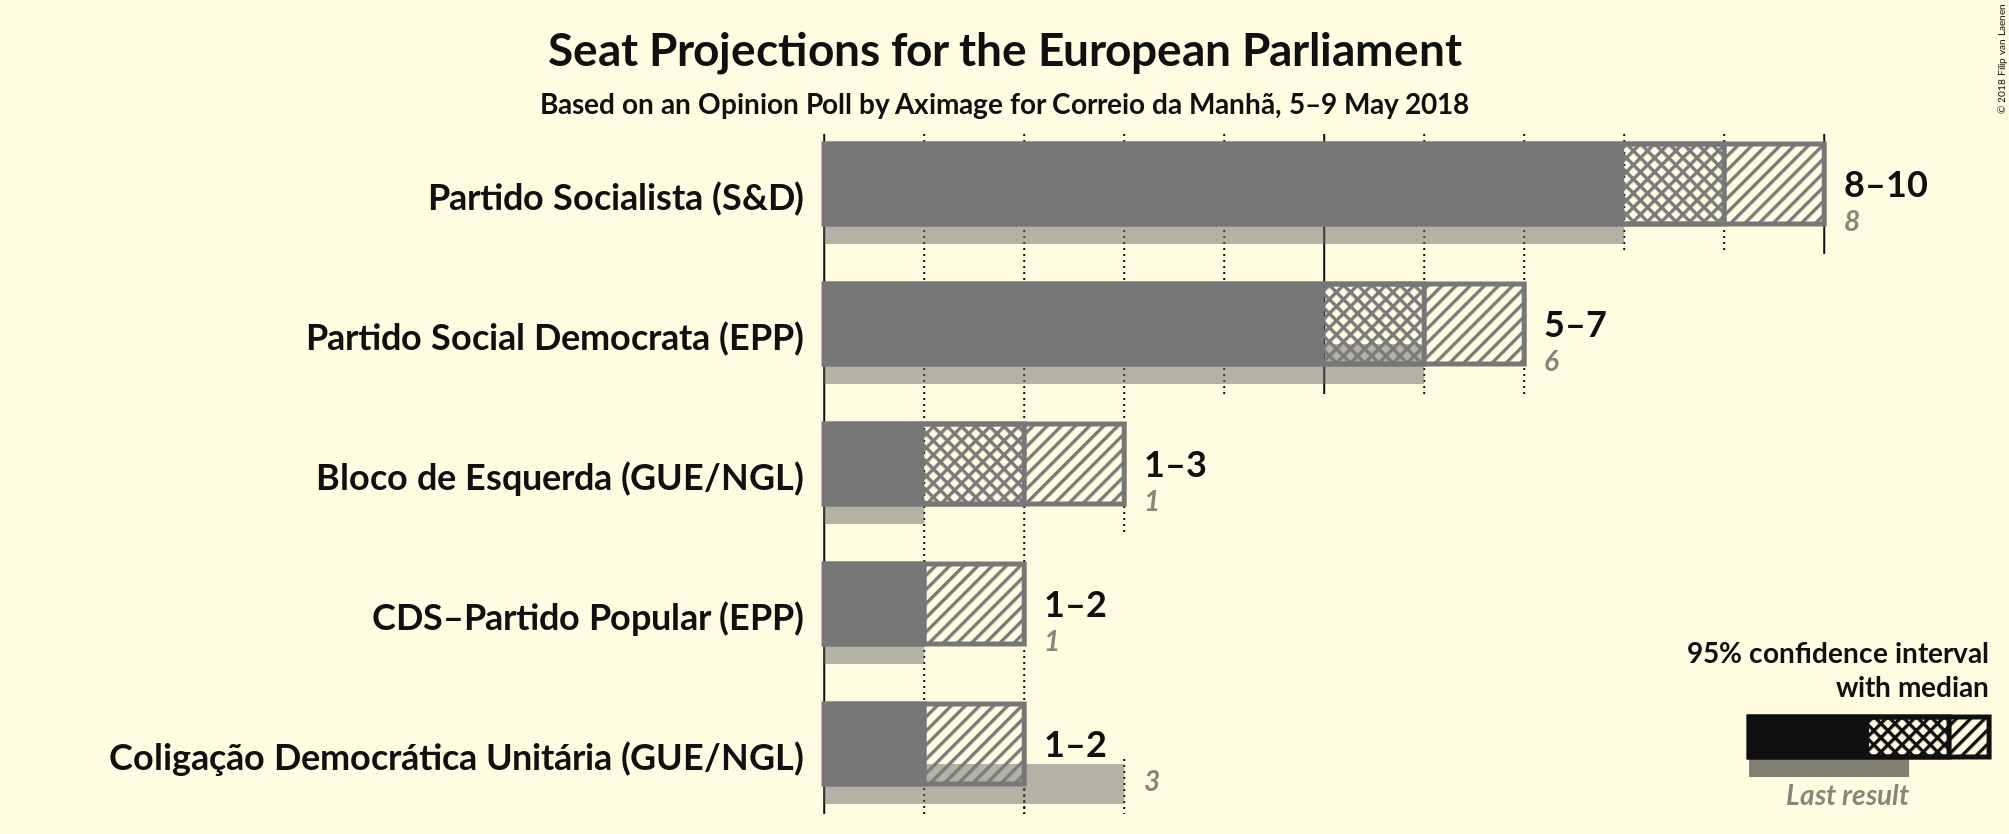 Seat Projections for the European Parliament
Based on an Opinion Poll by Aximage for Correio da Manhã, 5–9 May 2018
© 2018 Filip van Laenen
Partido Socialista (S&D)
8–10
8
Partido Social Democrata (EPP)
5–7
6
Bloco de Esquerda (GUE/NGL)
1–3
1
CDS–Partido Popular (EPP)
1–2
1
Coligação Democrática Unitária (GUE/NGL)
1–2
3
95% confidence interval
with median
Last result